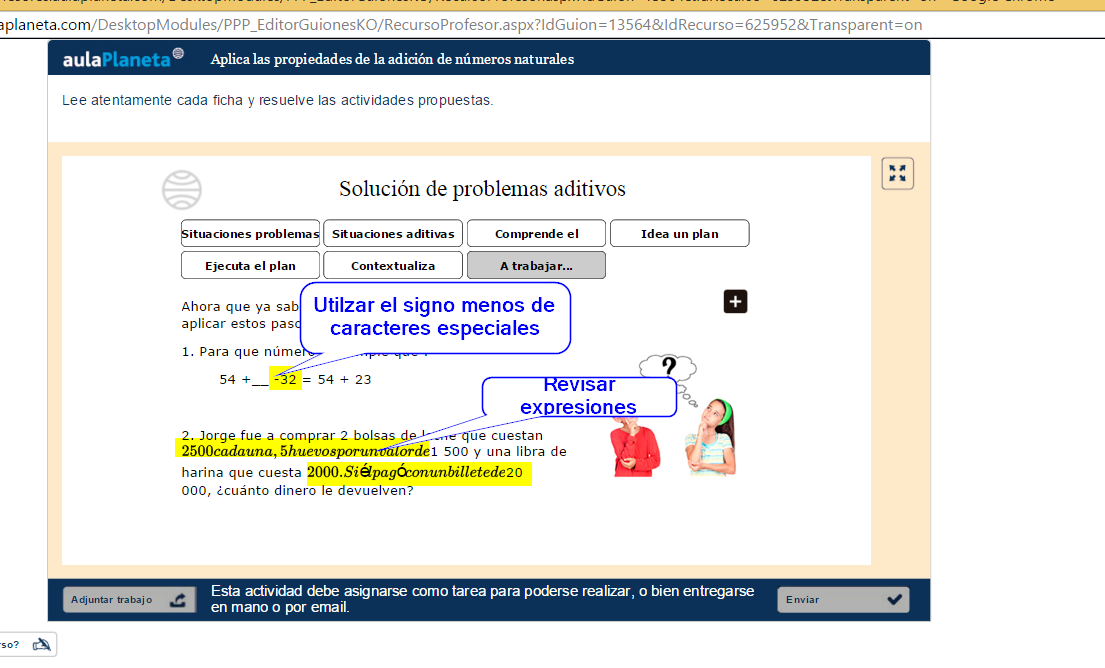 aplaneta.com/DesktopModules/PPP_EditorGuionesKO/RecursoProfesor.aspx?IdGuion=13564&IdRecurso=625952&Transparent=on
aulaPlaneta Aplica las propiedades de la adición de números naturales
Lee atentamente cada ficha y resuelve las actividades propuestas.
Solución de problemas aditivos
Situaciones problemas Situaciones aditivas Comprende el Idea un plan
Ejecuta el plan Contextualiza A trabajar...
Ahora que ya
aplicar estos
Utilzar el signo menos de
caracteres especiales
+
1. Para que
?
54 +__ -32 = 54 + 23
Revisar
expresiones
2. Jorge fue a comprar 2 bolsas de leche que cuestan
2500cadauna,5huevosporunvalorde1 500 y una libra de
harina que cuesta 2000.Siélpagóconunbilletede20
000, ¿cuánto dinero le devuelven?
Adjuntar trabajo Esta actividad debe asignarse como tarea para poderse realizar, o bien entregarse
en mano o por email.
Enviar
rso?